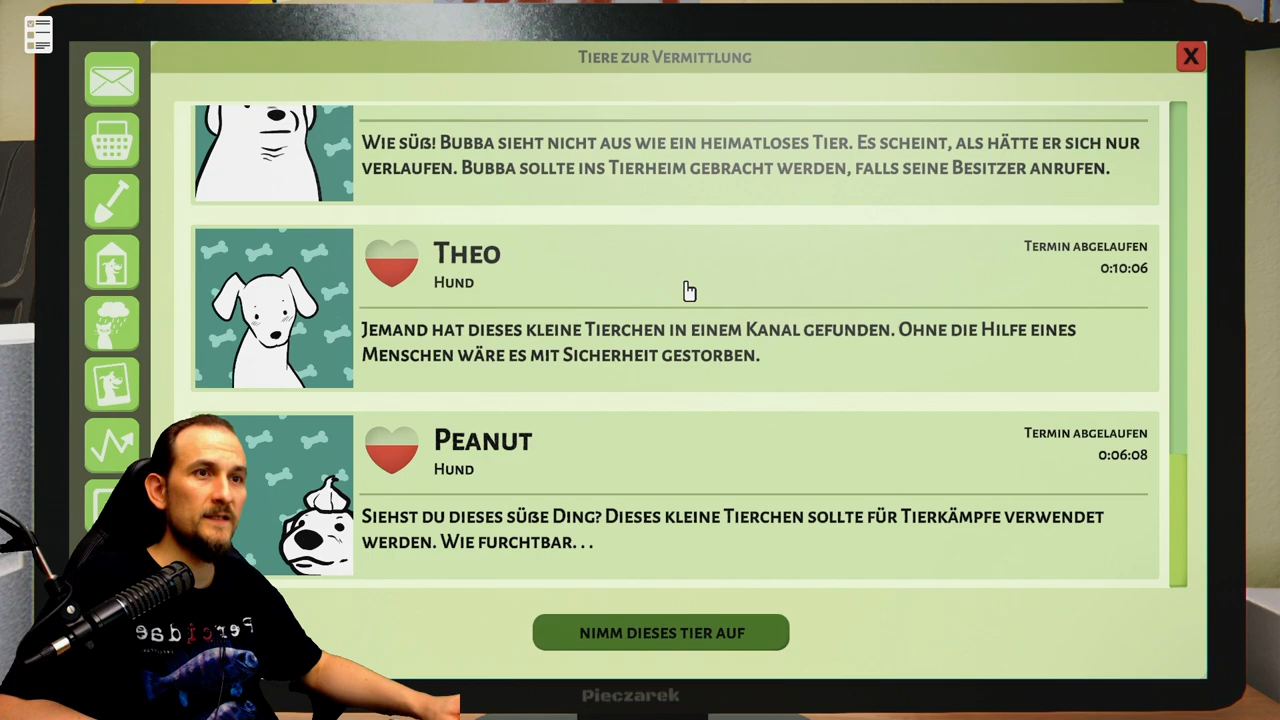 Tiere zur Vermittlung
X
Wie süß! Bubba sieht nicht aus wie ein heimatloses Tier. Es scheint, als hätte er sich nur
verlaufen. Bubba sollte ins Tierheim gebracht werden, falls seine Besitzer anrufen.
Theo
Hund
Termin abgelaufen
0:10:06
Jemand hat dieses kleine Tierchen in einem Kanal gefunden. Ohne die Hilfe eines
Menschen wäre es mit Sicherheit gestorben.
Peanut
Hund
Termin abgelaufen
0:06:08
Siehst du dieses süße Ding? Dieses kleine Tierchen sollte für Tierkämpfe verwendet
werden. Wie furchtbar...
Nimm dieses Tier auf
Pieczarek